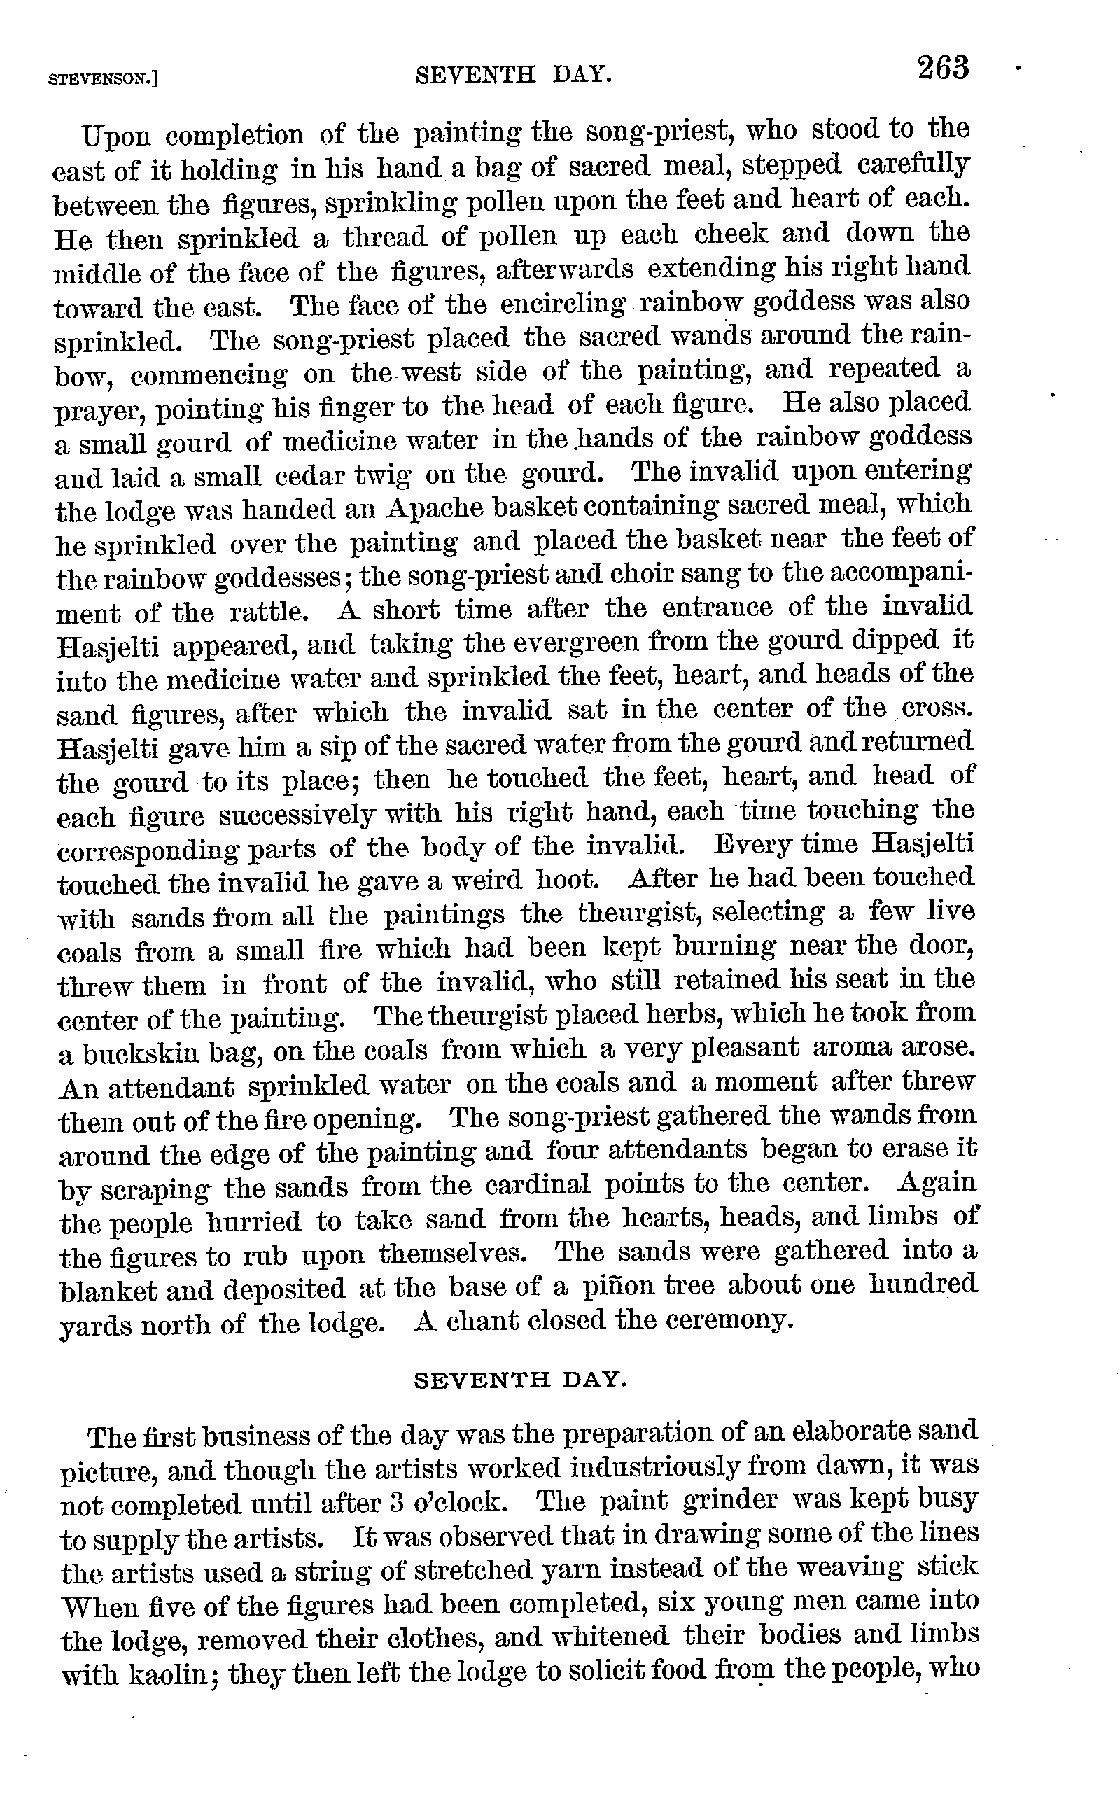 STEVENSON.] SEVENTH DAY. 263
Upon completion of the painting the song-priest, who stood to the
east of it holding in his hand a bag of sacred meal, stepped carefully
between the figures, sprinkling pollen upon the feet and heart of each.
He then sprinkled a thread of pollen up each cheek and down the
middle of the face of the figures, afterwards extending his right hand
toward the east. The face of the encircling rainbow goddess was also
sprinkled. The song-priest placed the sacred wands around the rain-
bow, commencing on the west side of the painting, and repeated a
prayer, pointing his finger to the head of each figure. He also placed
a small gourd of medicine water in the hands of the rainbow goddess
and laid a small cedar twig on the gourd. The invalid upon entering
the lodge was handed an Apache basket containing sacred meal, which
he sprinkled over the painting and placed the basket near the feet of
the rainbow goddesses; the song-priest and choir sang to the accompani-
ment of the rattle. A short time after the entrance of the invalid
Hasjelti appeared, and taking the evergreen from the gourd dipped it
into the medicine water and sprinkled the feet, heart, and heads of the
sand figures, after which the invalid sat in the center of the cross.
Hasjelti gave him a sip of the sacred water from the gourd and returned
the gourd to its place; then he touched the feet, heart, and head of
each figure successively with his right hand, each time touching the
corresponding parts of the body of the invalid. Every time Hasjelti
touched the invalid he gave a weird hoot. After he had been touched
with sands from all the paintings the theurgist, selecting a few live
coals from a small fire which had been kept burning near the door,
threw them in front of the invalid, who still retained his seat in the
center of the painting. The theurgist placed herbs, which he took from
a buckskin bag, on the coals from which a very pleasant aroma arose.
An attendant sprinkled water on the coals and a moment after threw
them out of the fire opening. The song-priest gathered the wands from
around the edge of the painting and four attendants began to erase it
by scraping the sands from the cardinal points to the center. Again
the people hurried to take sand from the hearts, heads, and limbs of
the figures to rub upon themselves. The sands were gathered into a
blanket and deposited at the base of a piñon tree about one hundred
yards north of the lodge. A chant closed the ceremony.
SEVENTH DAY.
The first business of the day was the preparation of an elaborate sand
picture, and though the artists worked industriously from dawn, it was
not completed until after 3 o'clock. The paint grinder was kept busy
to supply the artists. It was observed that in drawing some of the lines
the artists used a string of stretched yarn instead of the weaving stick
When five of the figures had been completed, six young men came into
the lodge, removed their clothes, and whitened their bodies and limbs
with kaolin; they then left the lodge to solicit food from the people, who